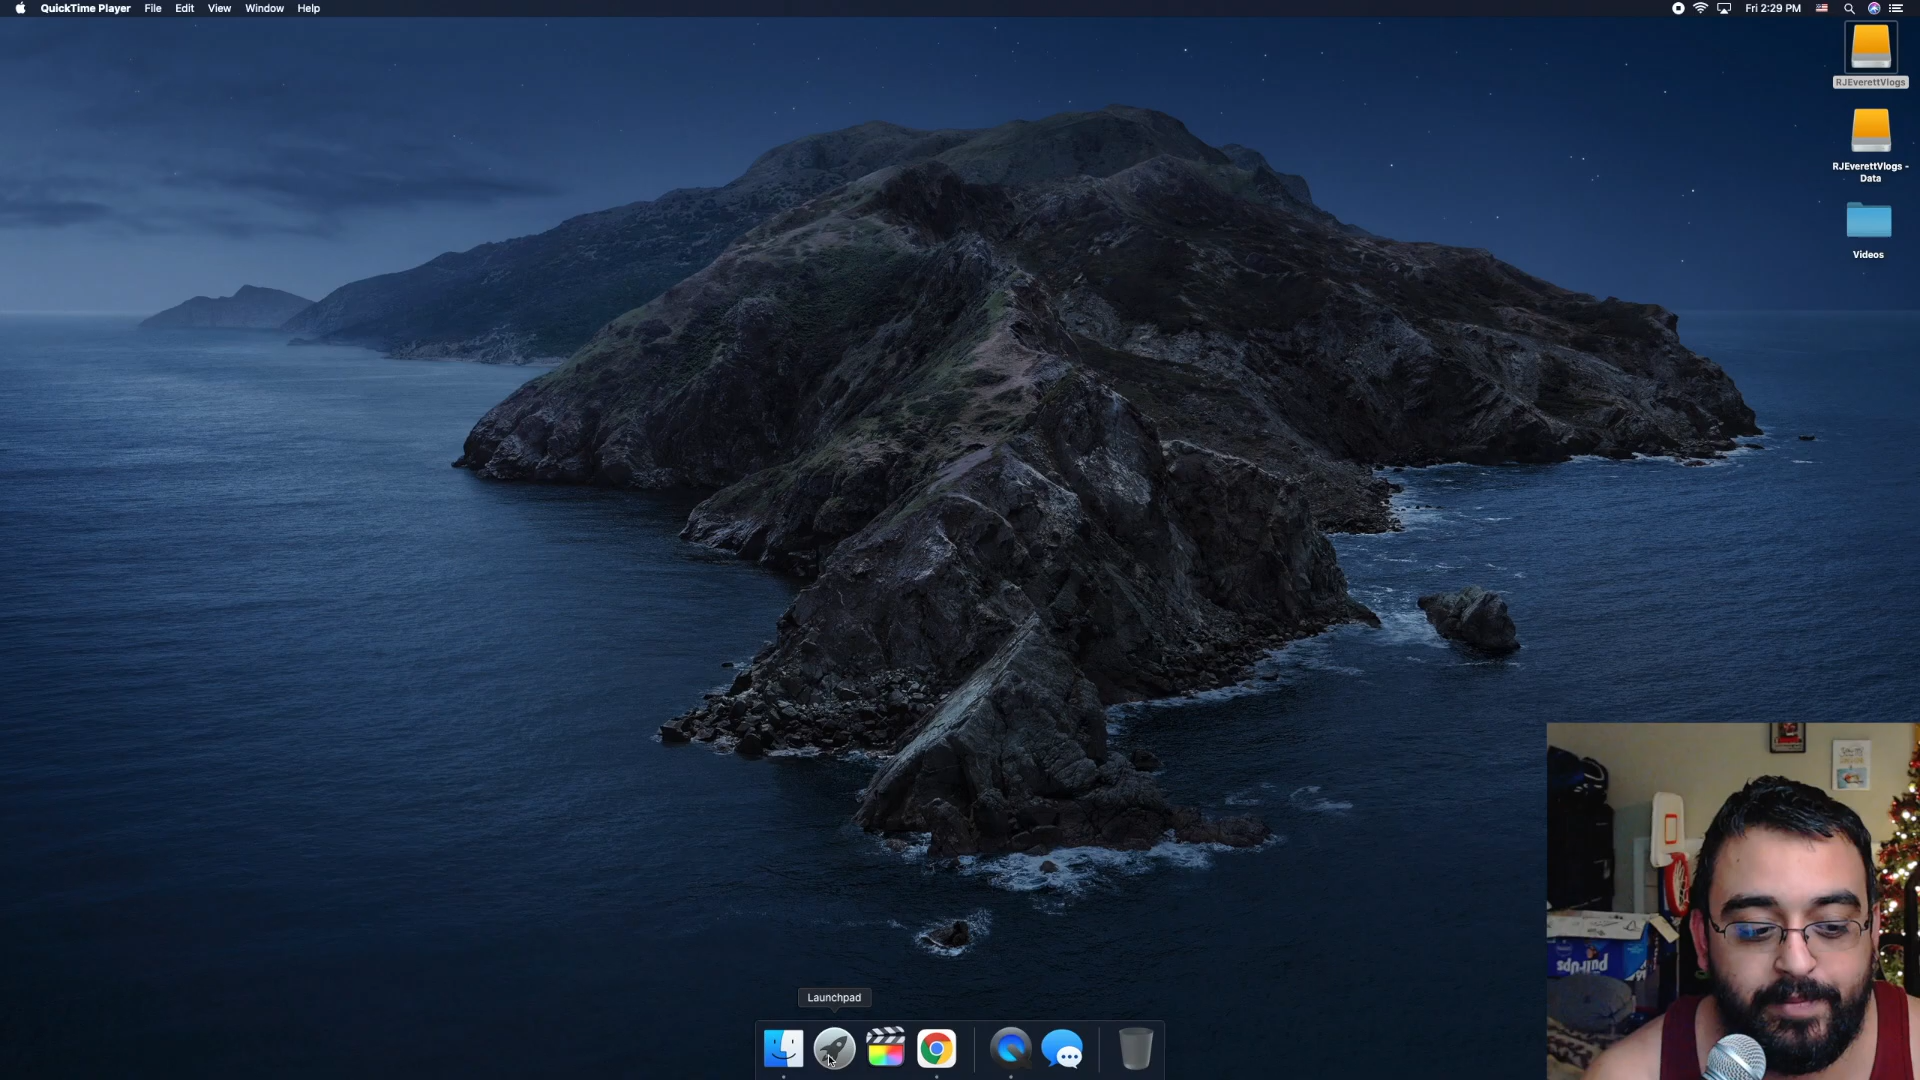 QuickTime Player File Edit View Window Help
Fri 2:29 PM
RJEverettVlogs
RJEverettVlogs -
Data
Videos
Launchpad